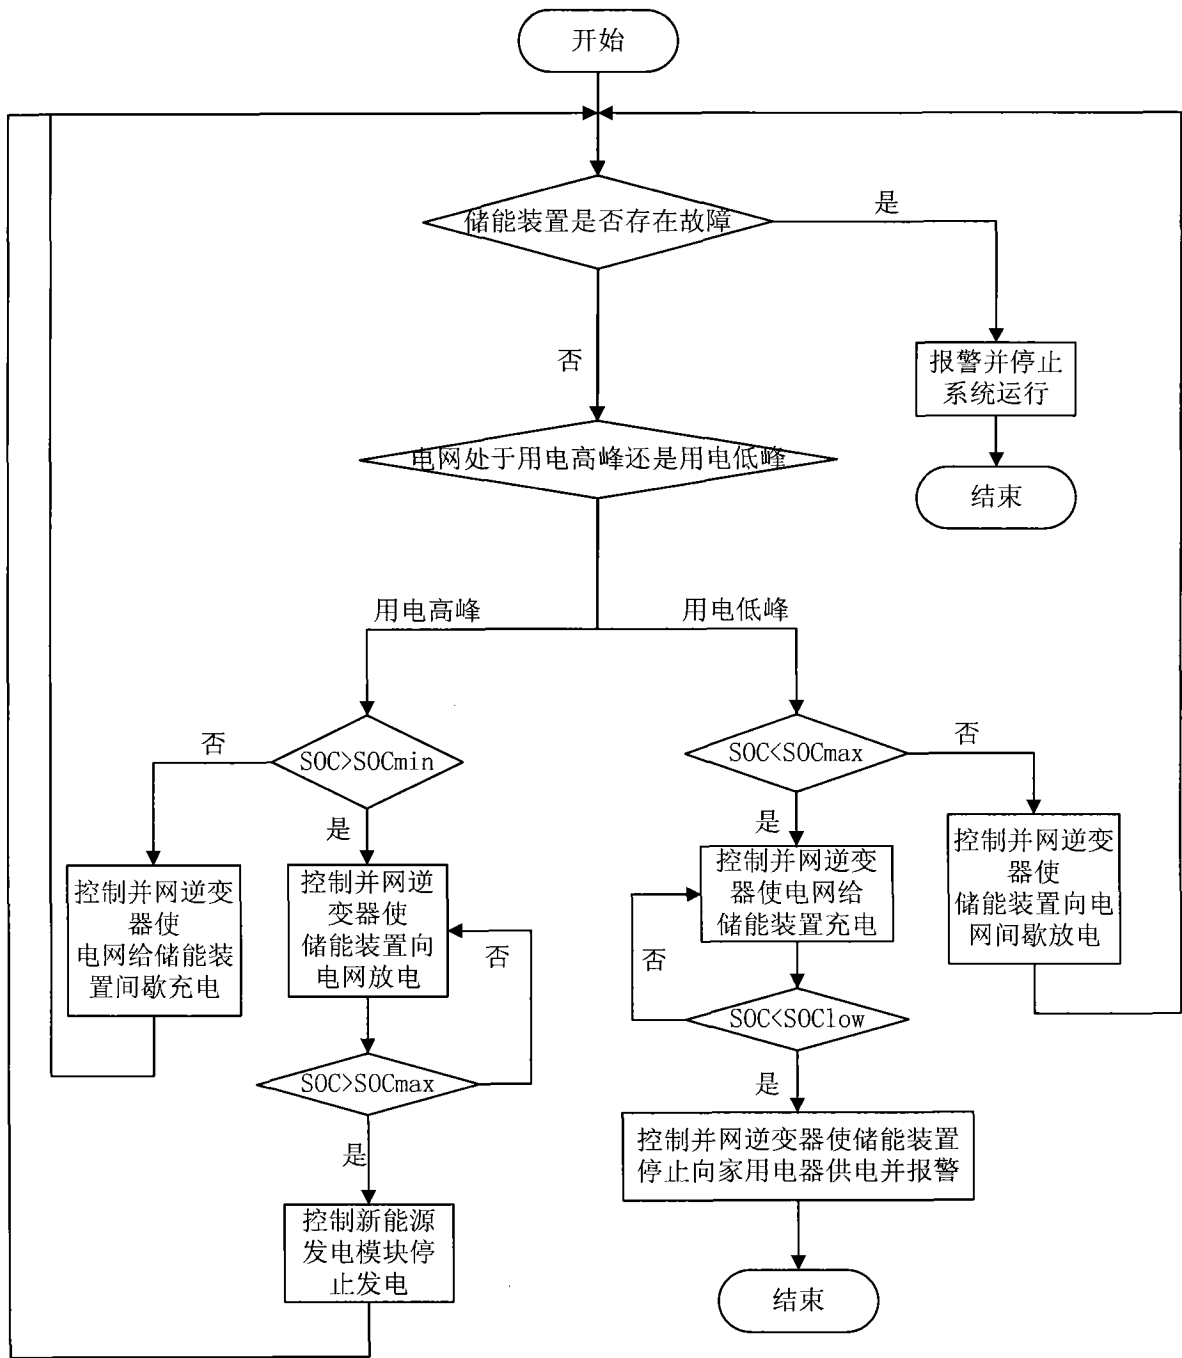 开始
储能装置是否存在故障
是
否
报警并停止
系统运行
电网处于用电高峰还是用电低峰
结束
用电高峰
用电低峰
否
SOC>SOCmin
SOC<SOCmax
否
是
是
控制并网逆变
器使
电网给储能装
置间歇充电
控制并网逆
变器使
储能装置向
电网放电
否
控制并网逆变
器使电网给
储能装置充电
控制并网逆变
器使
储能装置向电
网间歇放电
否
SOC<SOClow
SOC>SOCmax
是
是
控制并网逆变器使储能装置
停止向家用电器供电并报警
控制新能源
发电模块停
止发电
结束